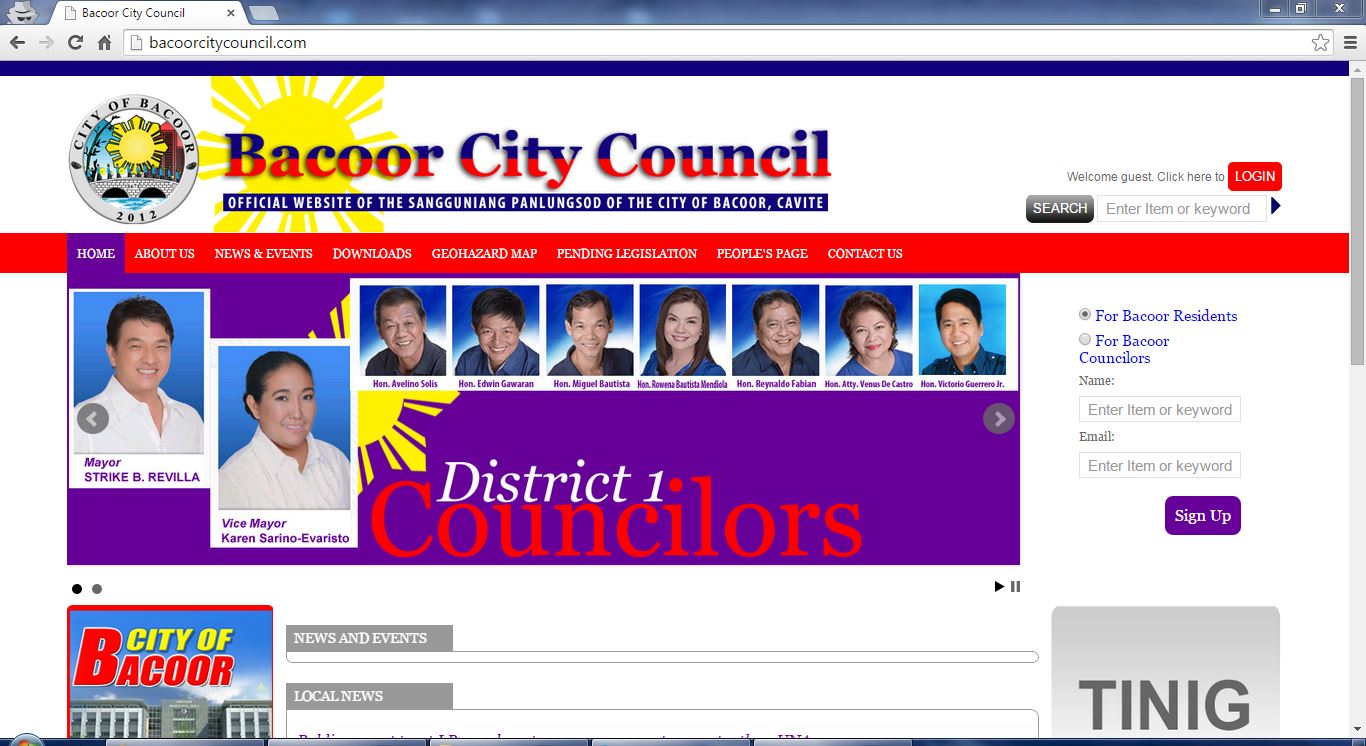 Bacoor City Council
bacoorcitycouncil.com
CITY OF BACOOR
2012
Bacoor City Council
OFFICIAL WEBSITE OF THE SANGGUNIANG PANLUNGSOD OF THE CITY OF BACOOR, CAVITE
Welcome guest. Click here to LOGIN
SEARCH Enter Item or keyword
HOME ABOUT US NEWS & EVENTS DOWNLOADS GEOHAZARD MAP PENDING LEGISLATION PEOPLE'S PAGE CONTACT US
Hon. Avelino Solis Hon. Edwin Gawaran Hon. Miguel Bautista Hon. Rowena Bautista Mendiola Hon. Reynaldo Fabian Hon. Atty. Venus De Castro Hon. Victorio Guerrero Jr.
Mayor
STRIKE B. REVILLA
Vice Mayor
Karen Sarino-Evaristo
District 1
Councilors
For Bacoor Residents
For Bacoor
Councilors
Name:
Enter Item or keyword
Email:
Enter Item or keyword
Sign Up
CITY OF
BACOOR
NEWS AND EVENTS
LOCAL NEWS
TINIG